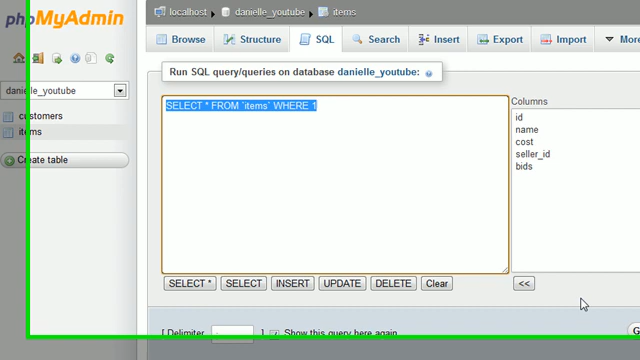 phpMyAdmin
localhost danielle_youtube items
Browse Structure SQL Search Insert Export Import
Run SQL query/queries on database danielle_youtube:
danielle_youtube
customers
items
Create table
SELECT * FROM `items` WHERE 1
Columns
id
name
cost
seller_id
bids
SELECT * SELECT INSERT UPDATE DELETE Clear <<
[ Delimiter ] Show this query here again